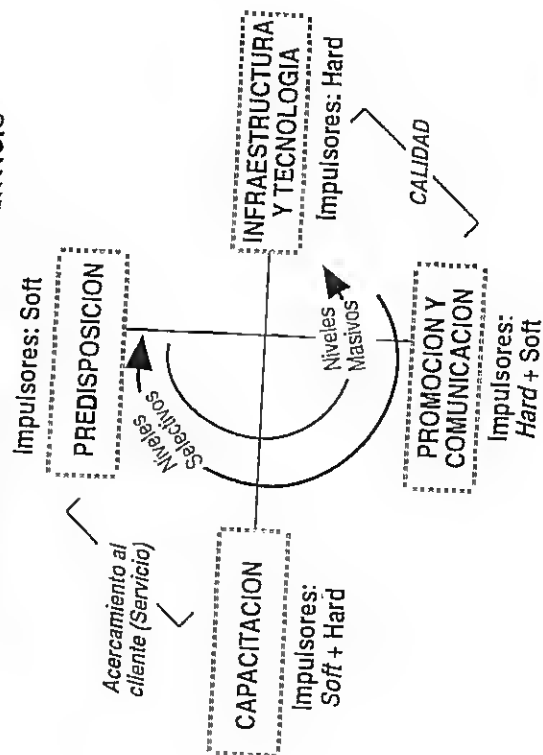 Impulsores: Soft
PREDISPOSICION
Acercamiento al
cliente (Servicio)
Niveles
Selectivos
CAPACITACION
Impulsores:
Soft + Hard
INFRAESTRUCTURA
Y TECNOLOGIA
Impulsores: Hard
Niveles
Masivos
CALIDAD
PROMOCION Y
COMUNICACION
Impulsores:
Hard + Soft